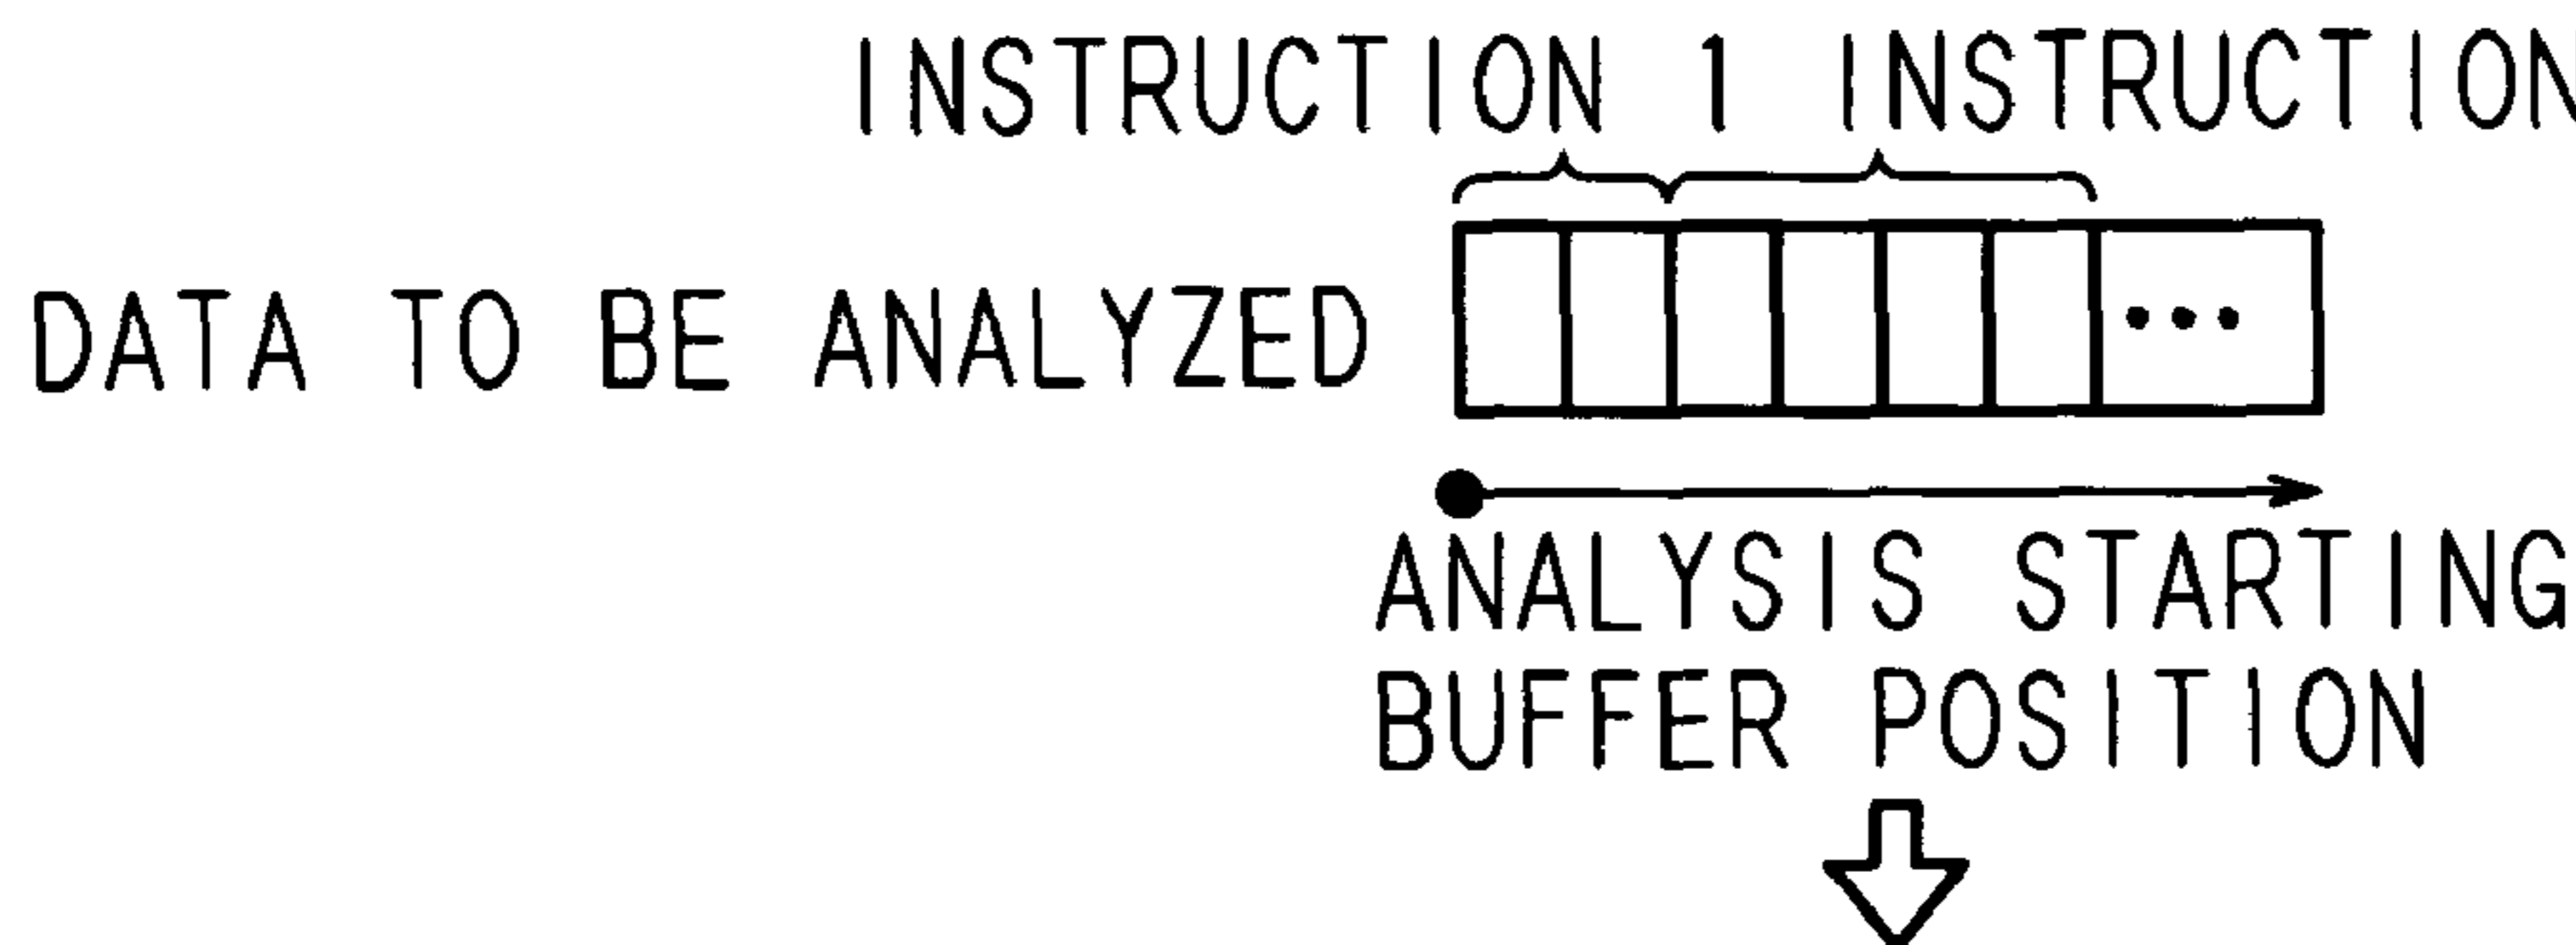 INSTRUCTION 1 INSTRUCTION
DATA TO BE ANALYZED
...
ANALYSIS STARTING
BUFFER POSITION